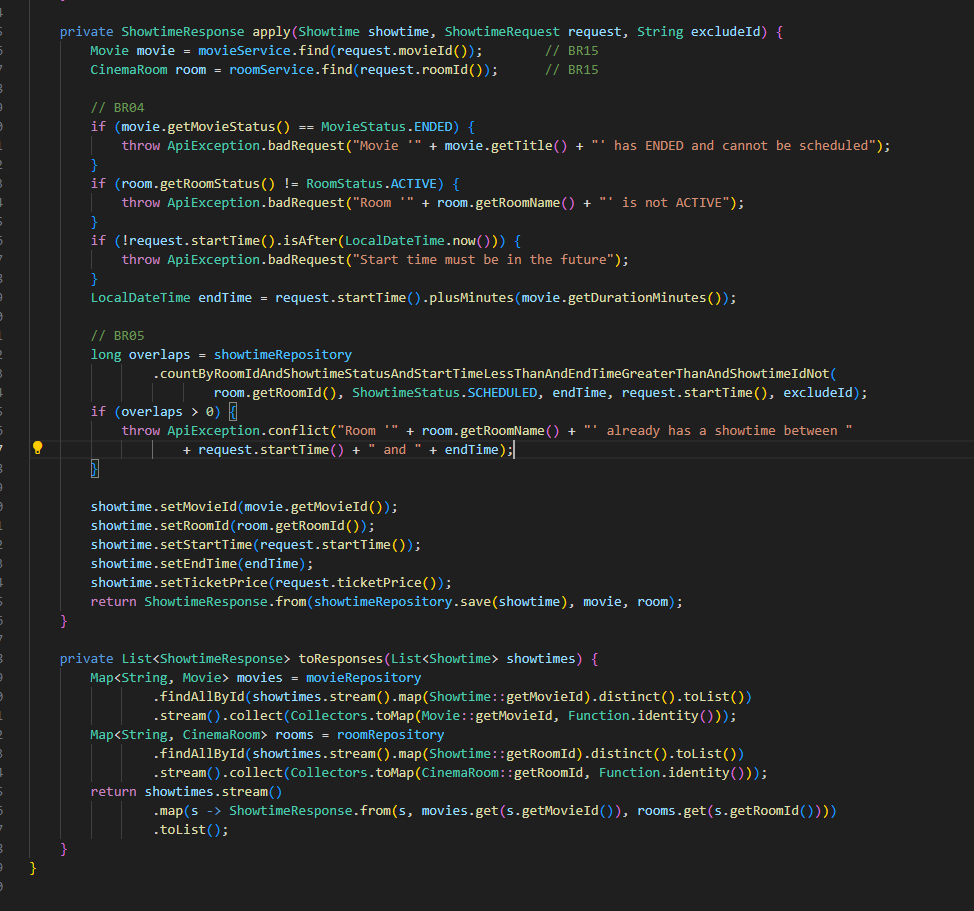 private ShowtimeResponse apply(Showtime showtime, ShowtimeRequest request, String excludeId) {
Movie movie = movieService.find(request.movieId());        // BR15
CinemaRoom room = roomService.find(request.roomId());      // BR15
// BR04
if (movie.getMovieStatus() == MovieStatus.ENDED) {
throw ApiException.badRequest("Movie '" + movie.getTitle() + "' has ENDED and cannot be scheduled");
}
if (room.getRoomStatus() != RoomStatus.ACTIVE) {
throw ApiException.badRequest("Room '" + room.getRoomName() + "' is not ACTIVE");
}
if (!request.startTime().isAfter(LocalDateTime.now())) {
throw ApiException.badRequest("Start time must be in the future");
}
LocalDateTime endTime = request.startTime().plusMinutes(movie.getDurationMinutes());
// BR05
long overlaps = showtimeRepository
.countByRoomIdAndShowtimeStatusAndStartTimeLessThanAndEndTimeGreaterThanAndShowtimeIdNot(
room.getRoomId(), ShowtimeStatus.SCHEDULED, endTime, request.startTime(), excludeId);
if (overlaps > 0) {
throw ApiException.conflict("Room '" + room.getRoomName() + "' already has a showtime between "
+ request.startTime() + " and " + endTime);
}
showtime.setMovieId(movie.getMovieId());
showtime.setRoomId(room.getRoomId());
showtime.setStartTime(request.startTime());
showtime.setEndTime(endTime);
showtime.setTicketPrice(request.ticketPrice());
return ShowtimeResponse.from(showtimeRepository.save(showtime), movie, room);
}
private List<ShowtimeResponse> toResponses(List<Showtime> showtimes) {
Map<String, Movie> movies = movieRepository
.findAllById(showtimes.stream().map(Showtime::getMovieId).distinct().toList())
.stream().collect(Collectors.toMap(Movie::getMovieId, Function.identity()));
Map<String, CinemaRoom> rooms = roomRepository
.findAllById(showtimes.stream().map(Showtime::getRoomId).distinct().toList())
.stream().collect(Collectors.toMap(CinemaRoom::getRoomId, Function.identity()));
return showtimes.stream()
.map(s -> ShowtimeResponse.from(s, movies.get(s.getMovieId()), rooms.get(s.getRoomId())))
.toList();
}
}